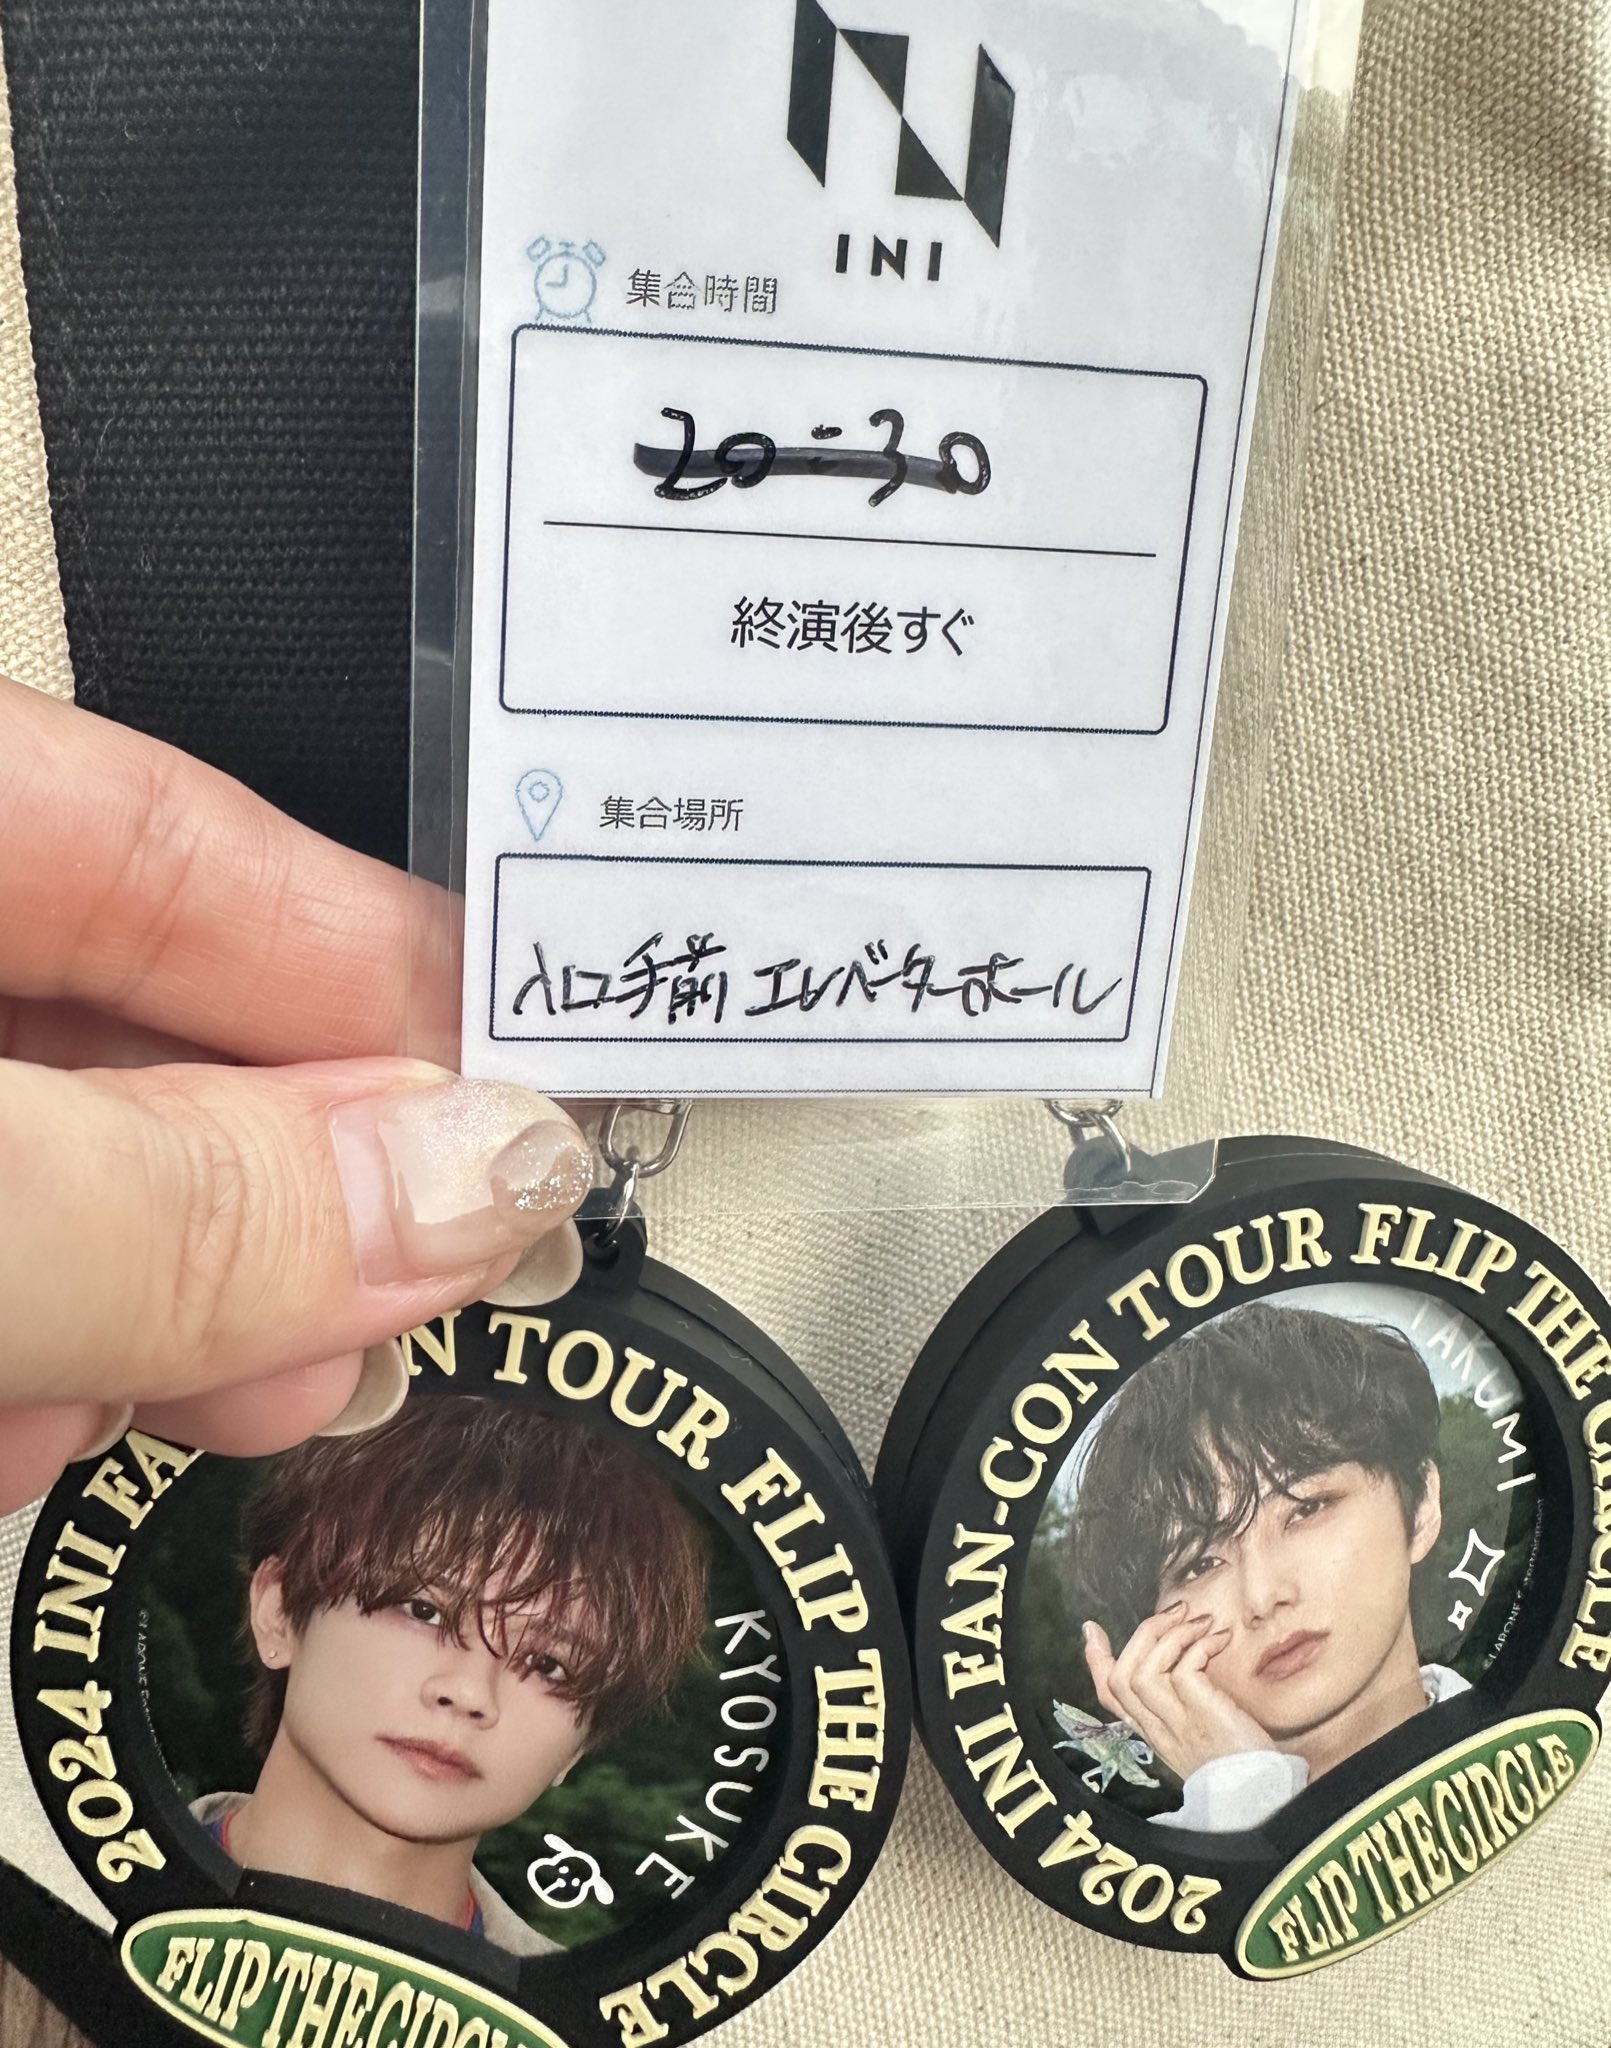 INI
集合時間
20:30
終演後すぐ
集合場所
入口手前 エレベーターホール
2024 INI FAN TOUR FLIP THE CIRCLE
KYOSUKE
FLIP THE CIRCLE
2024 INI FAN-CON TOUR FLIP THE CIRCLE
TAKUMI
FLIP THE CIRCLE